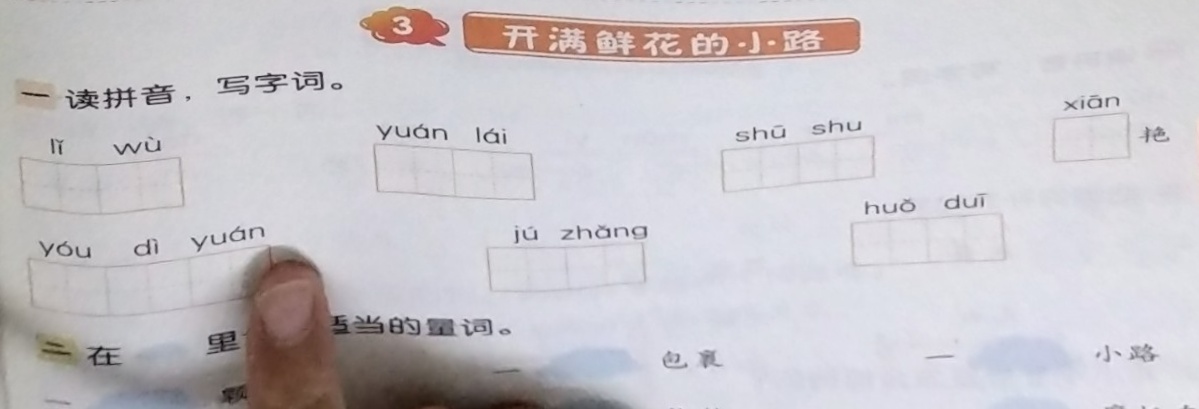 3 开满鲜花的小路
一 读拼音，写字词。
lǐ wù yuán lái shū shu xiān 艳
yóu dì yuán jú zhǎng huǒ duī
二 在 里 适当的量词。
一 包裹 一 小路
一 颗